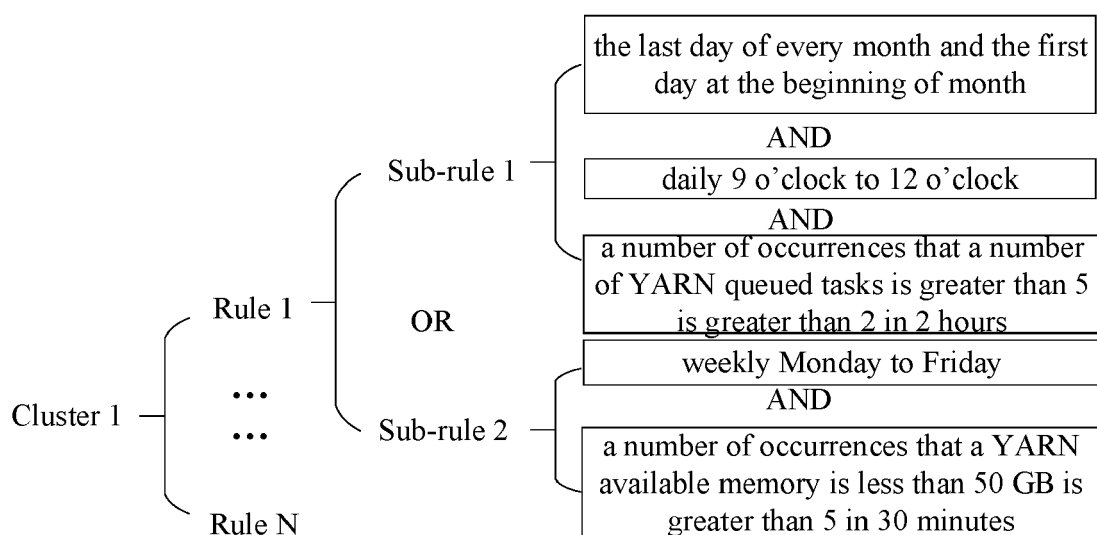 the last day of every month and the first
day at the beginning of month
AND
Sub-rule 1
daily 9 o’clock to 12 o’clock
AND
a number of occurrences that a number
of YARN queued tasks is greater than 5
is greater than 2 in 2 hours
Rule 1
OR
weekly Monday to Friday
...
AND
Cluster 1
...
Sub-rule 2
a number of occurrences that a YARN
available memory is less than 50 GB is
greater than 5 in 30 minutes
Rule N